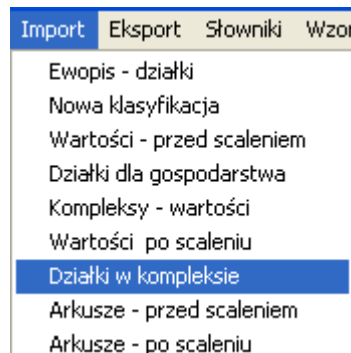 Import Eksport Słowniki Wzor
Ewopis - działki
Nowa klasyfikacja
Wartości - przed scaleniem
Działki dla gospodarstwa
Kompleksy - wartości
Wartości po scaleniu
Działki w kompleksie
Arkusze - przed scaleniem
Arkusze - po scaleniu